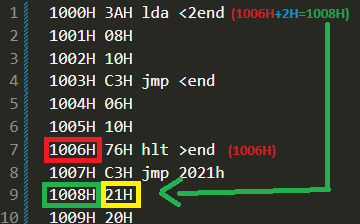 1 1000H 3AH lda <2end (1006H+2H=1008H)
2 1001H 08H
3 1002H 10H
4 1003H C3H jmp <end
5 1004H 06H
6 1005H 10H
7 1006H 76H hlt >end (1006H)
8 1007H C3H jmp 2021h
9 1008H 21H
10 1009H 20H